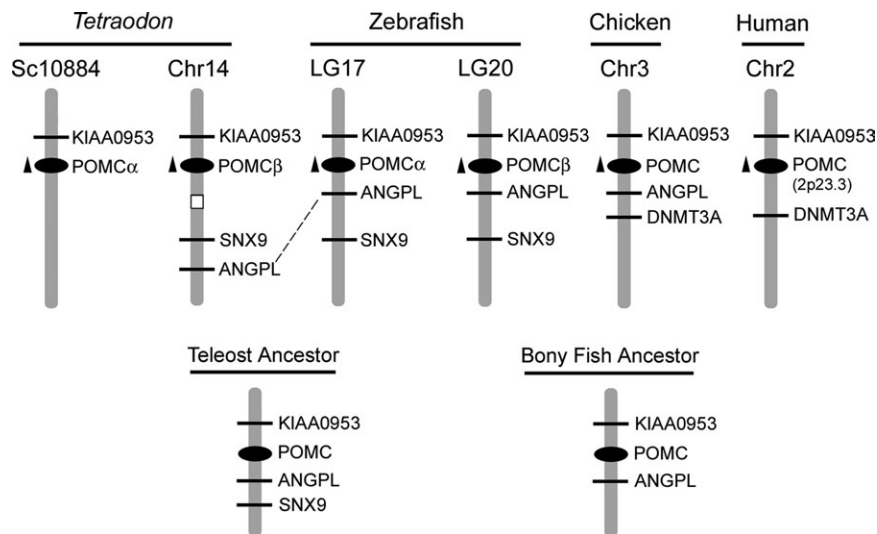 Tetraodon
Zebrafish
Chicken
Human
Sc10884
Chr14
LG17
LG20
Chr3
Chr2
KIAA0953
POMCα
KIAA0953
POMCβ
SNX9
ANGPL
KIAA0953
POMCα
ANGPL
SNX9
KIAA0953
POMCβ
ANGPL
SNX9
KIAA0953
POMC
ANGPL
DNMT3A
KIAA0953
POMC
(2p23.3)
DNMT3A
Teleost Ancestor
KIAA0953
POMC
ANGPL
SNX9
Bony Fish Ancestor
KIAA0953
POMC
ANGPL